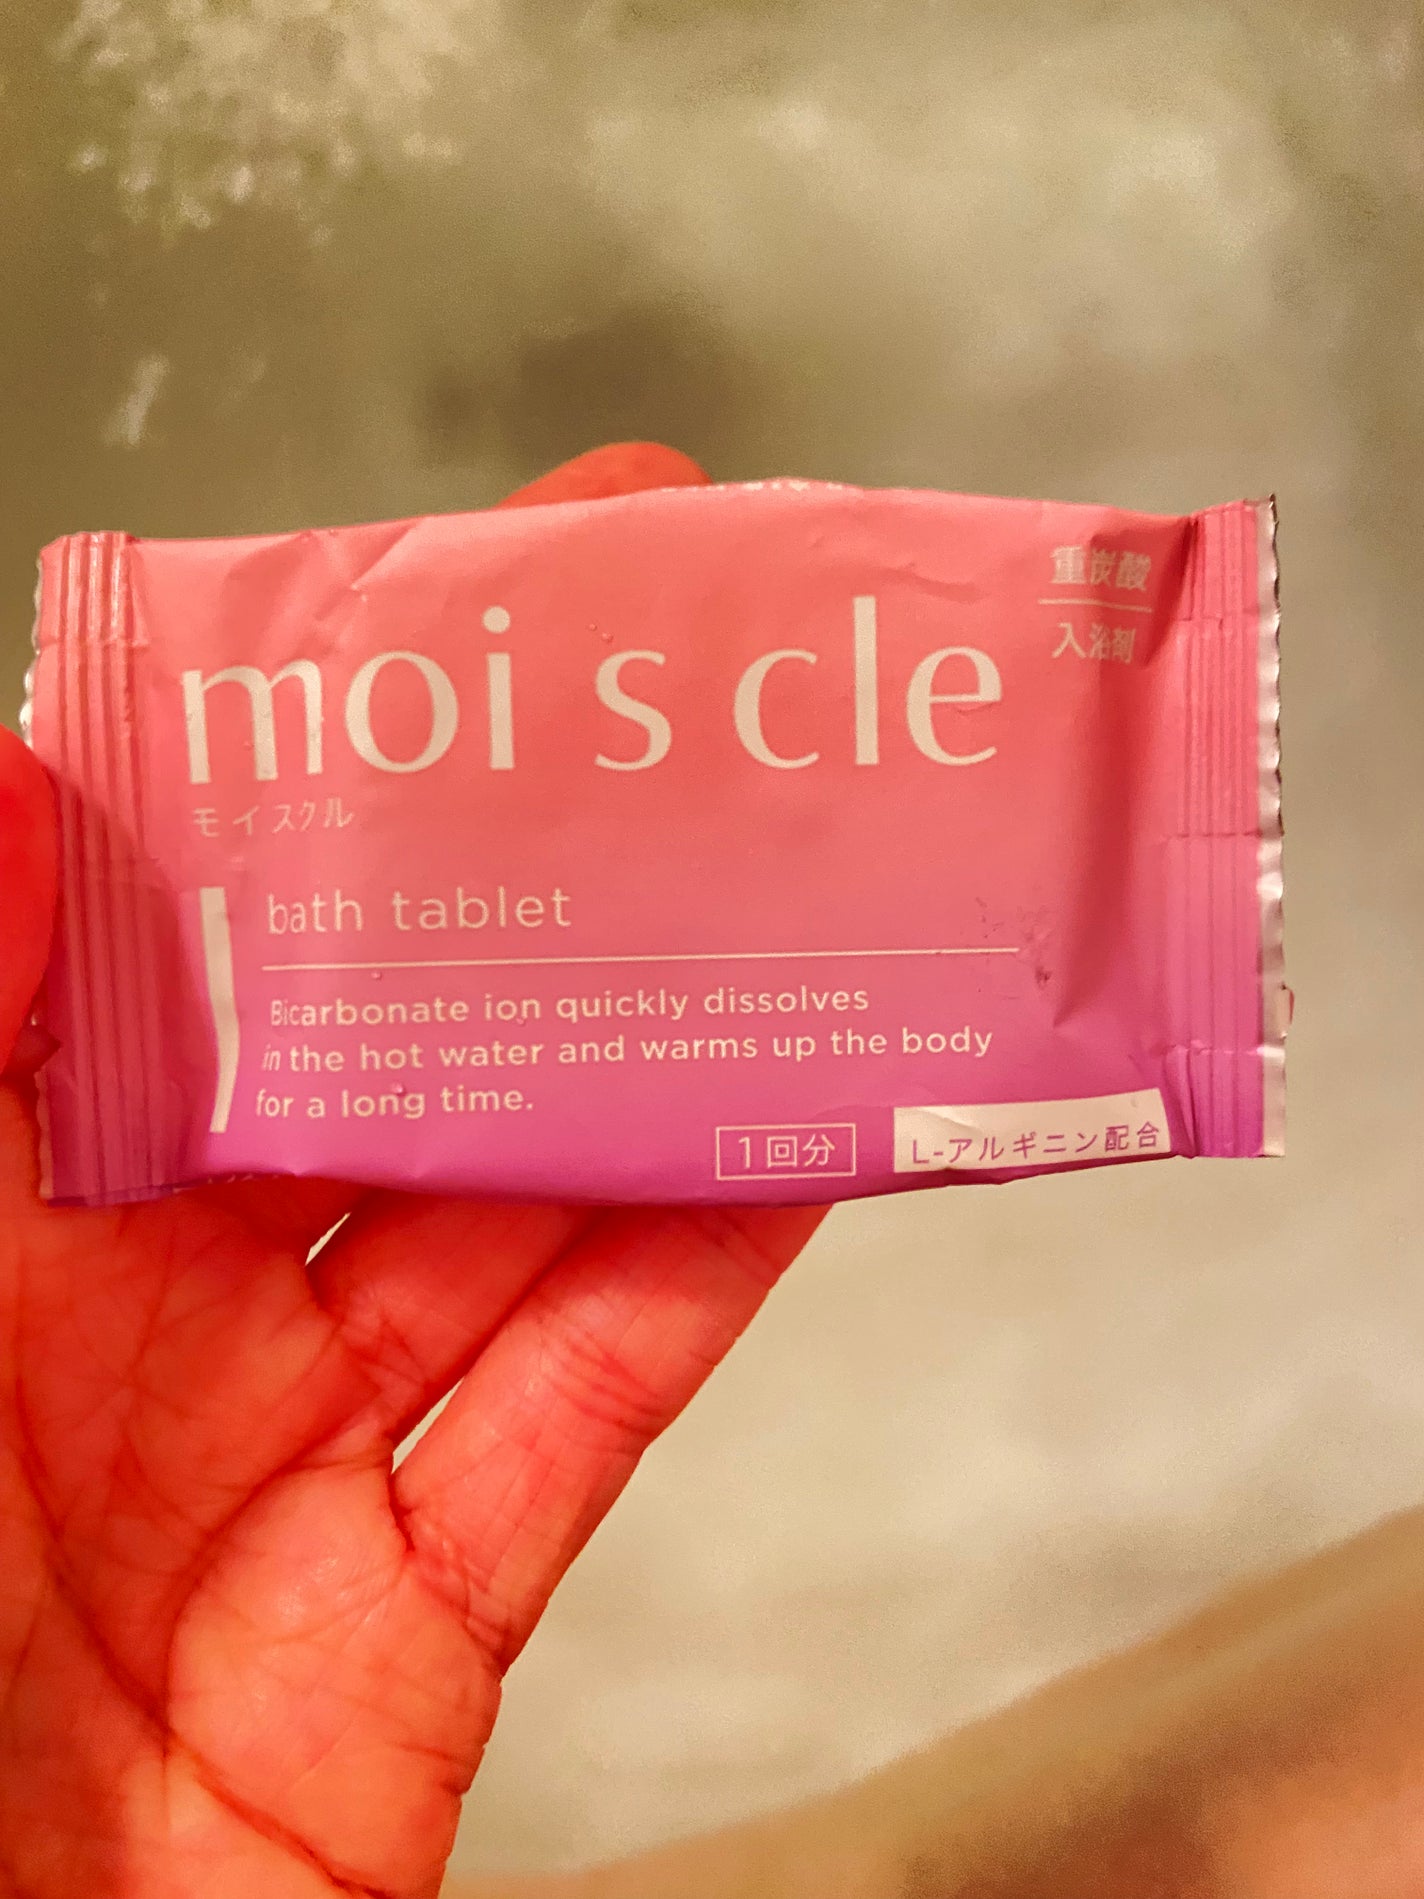 moi s cle
重炭酸
入浴剤
モイスクル
bath tablet
Bicarbonate ion quickly dissolves
in the hot water and warms up the body
for a long time.
1回分
L-アルギニン配合